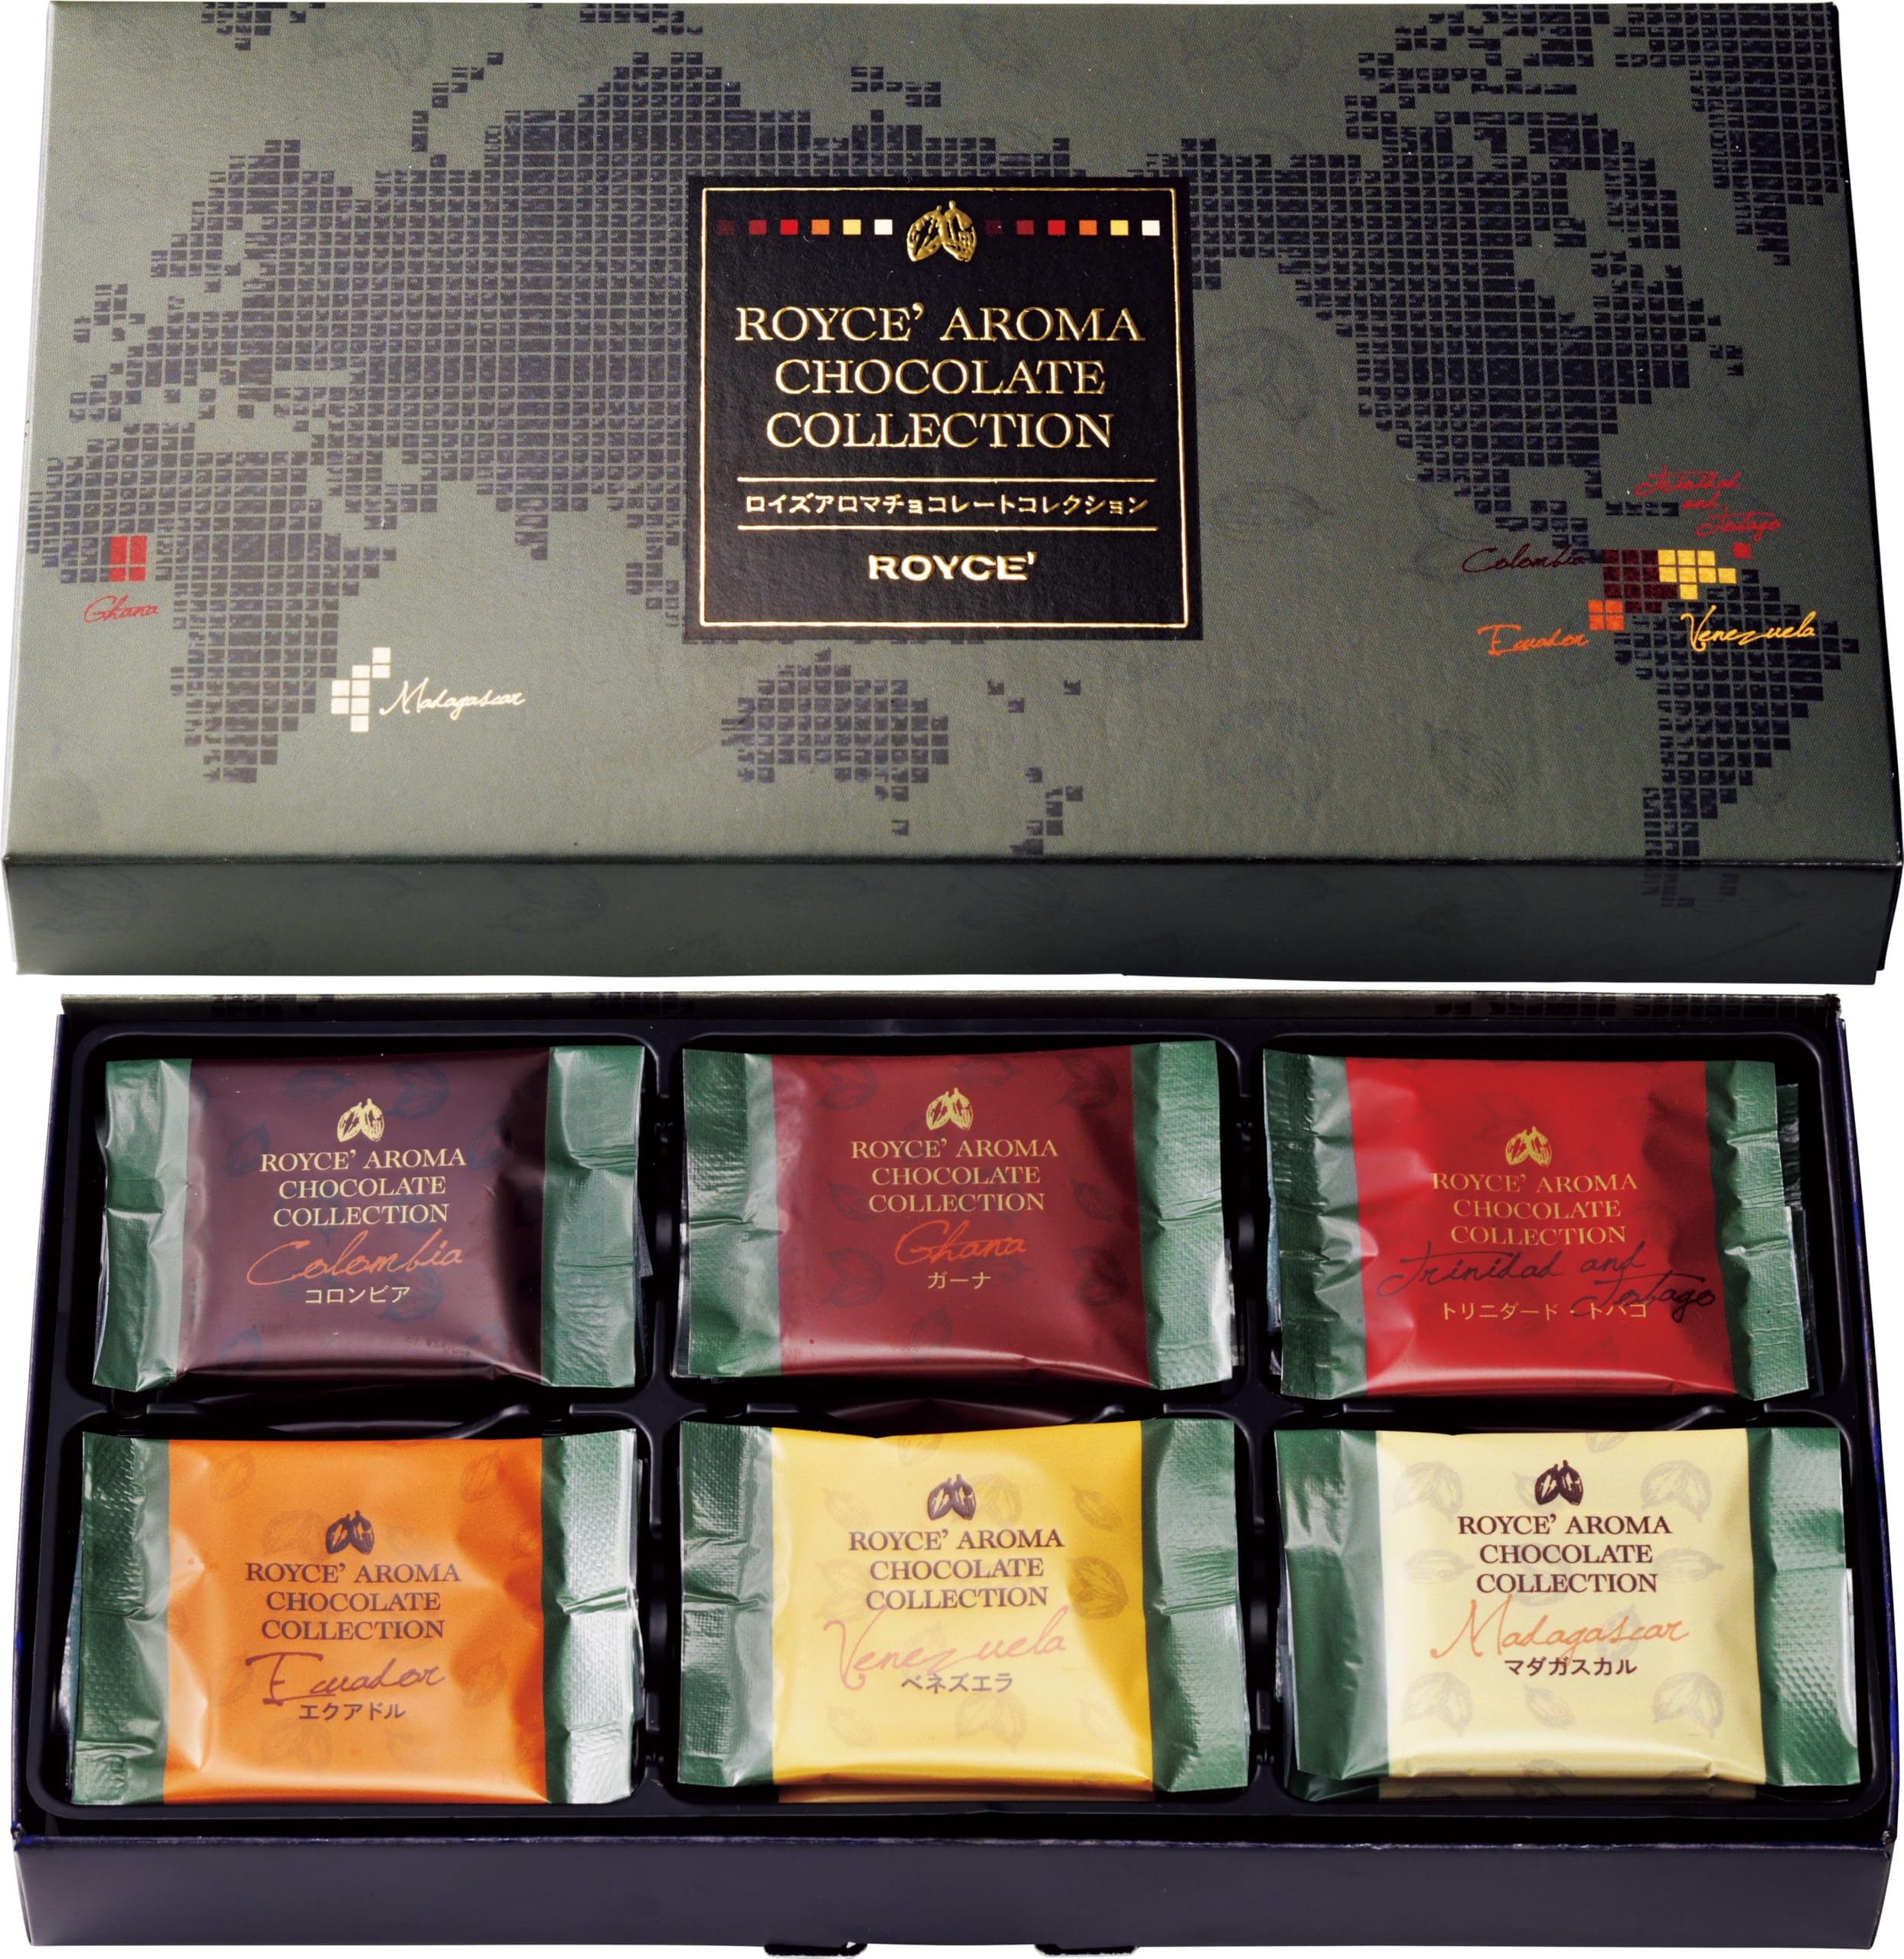 ROYCE’ AROMA
CHOCOLATE
COLLECTION
ロイズアロマチョコレートコレクション
ROYCE’
Ghana
Madagascar
Trinidad
and
Tobago
Colombia
Ecuador
Venezuela
ROYCE’ AROMA
CHOCOLATE
COLLECTION
Colombia
コロンビア
ROYCE’ AROMA
CHOCOLATE
COLLECTION
Ghana
ガーナ
ROYCE’ AROMA
CHOCOLATE
COLLECTION
Trinidad and
Tobago
トリニダード トバゴ
ROYCE’ AROMA
CHOCOLATE
COLLECTION
Ecuador
エクアドル
ROYCE’ AROMA
CHOCOLATE
COLLECTION
Venezuela
ベネズエラ
ROYCE’ AROMA
CHOCOLATE
COLLECTION
Madagascar
マダガスカル